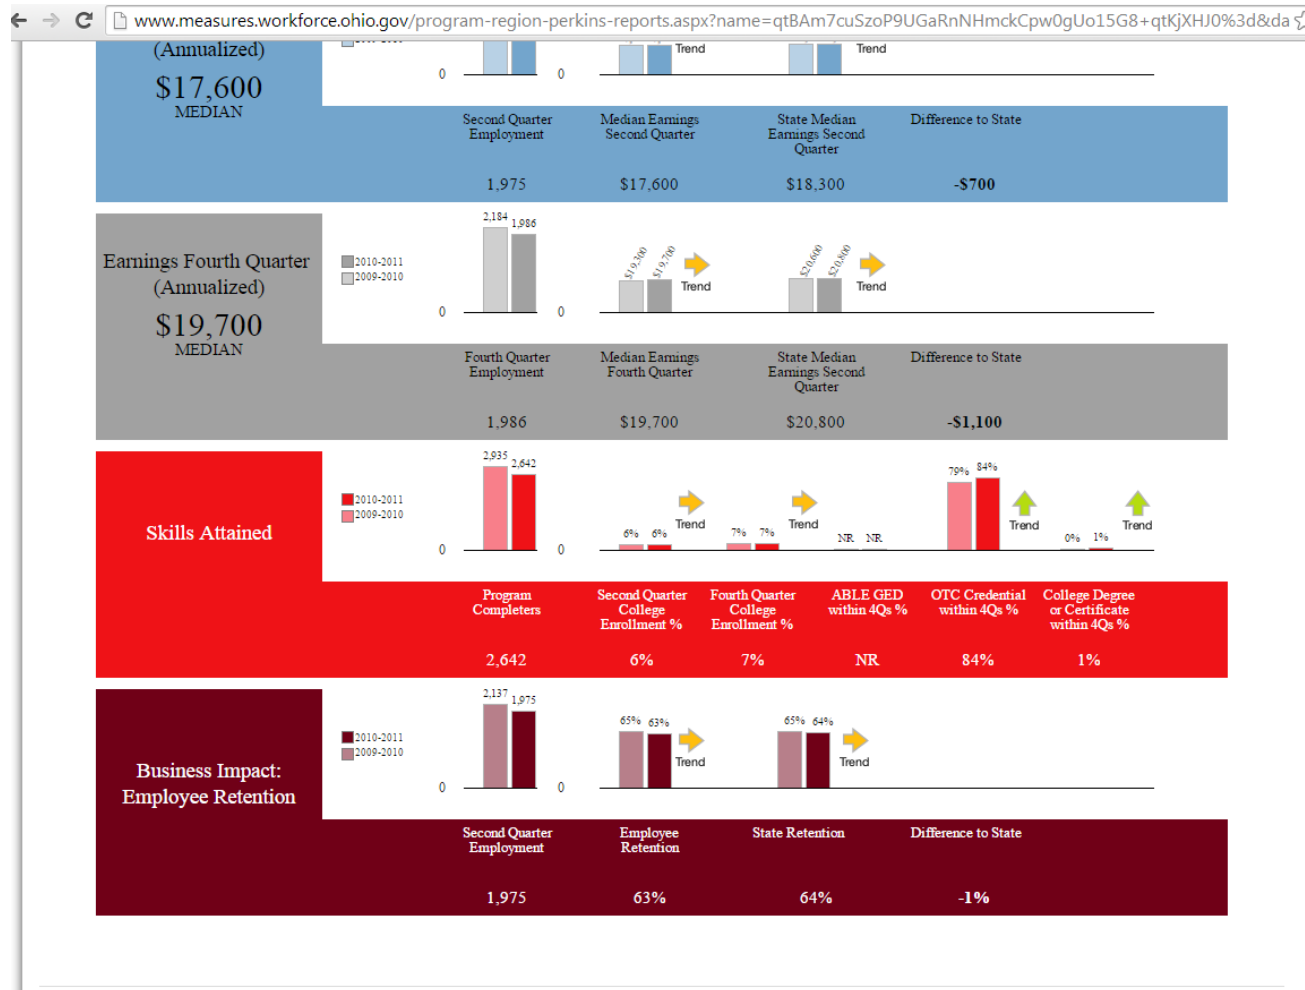 www.measures.workforce.ohio.gov/program-region-perkins-reports.aspx?name=qtBAm7cuSzoP9UGaRnNHmckCpw0gUo15G8+qtKjXHJ0%3d&da
(Annualized)
$17,600
MEDIAN
0
0
Trend
Trend
Second Quarter
Employment
Median Earnings
Second Quarter
State Median
Earnings Second
Quarter
Difference to State
1,975
$17,600
$18,300
-$700
Earnings Fourth Quarter
(Annualized)
$19,700
MEDIAN
2010-2011
2009-2010
0
2,184
1,986
0
$19,300
$19,700
Trend
$20,600
$20,800
Trend
Fourth Quarter
Employment
Median Earnings
Fourth Quarter
State Median
Earnings Second
Quarter
Difference to State
1,986
$19,700
$20,800
-$1,100
Skills Attained
2010-2011
2009-2010
0
2,935
2,642
0
6%
6%
Trend
7%
7%
Trend
NR
NR
79%
84%
Trend
0%
1%
Trend
Program
Completers
Second Quarter
College
Enrollment %
Fourth Quarter
College
Enrollment %
ABLE GED
within 4Qs %
OTC Credential
within 4Qs %
College Degree
or Certificate
within 4Qs %
2,642
6%
7%
NR
84%
1%
Business Impact:
Employee Retention
2010-2011
2009-2010
0
2,137
1,975
0
65%
63%
Trend
65%
64%
Trend
Second Quarter
Employment
Employee
Retention
State Retention
Difference to State
1,975
63%
64%
-1%